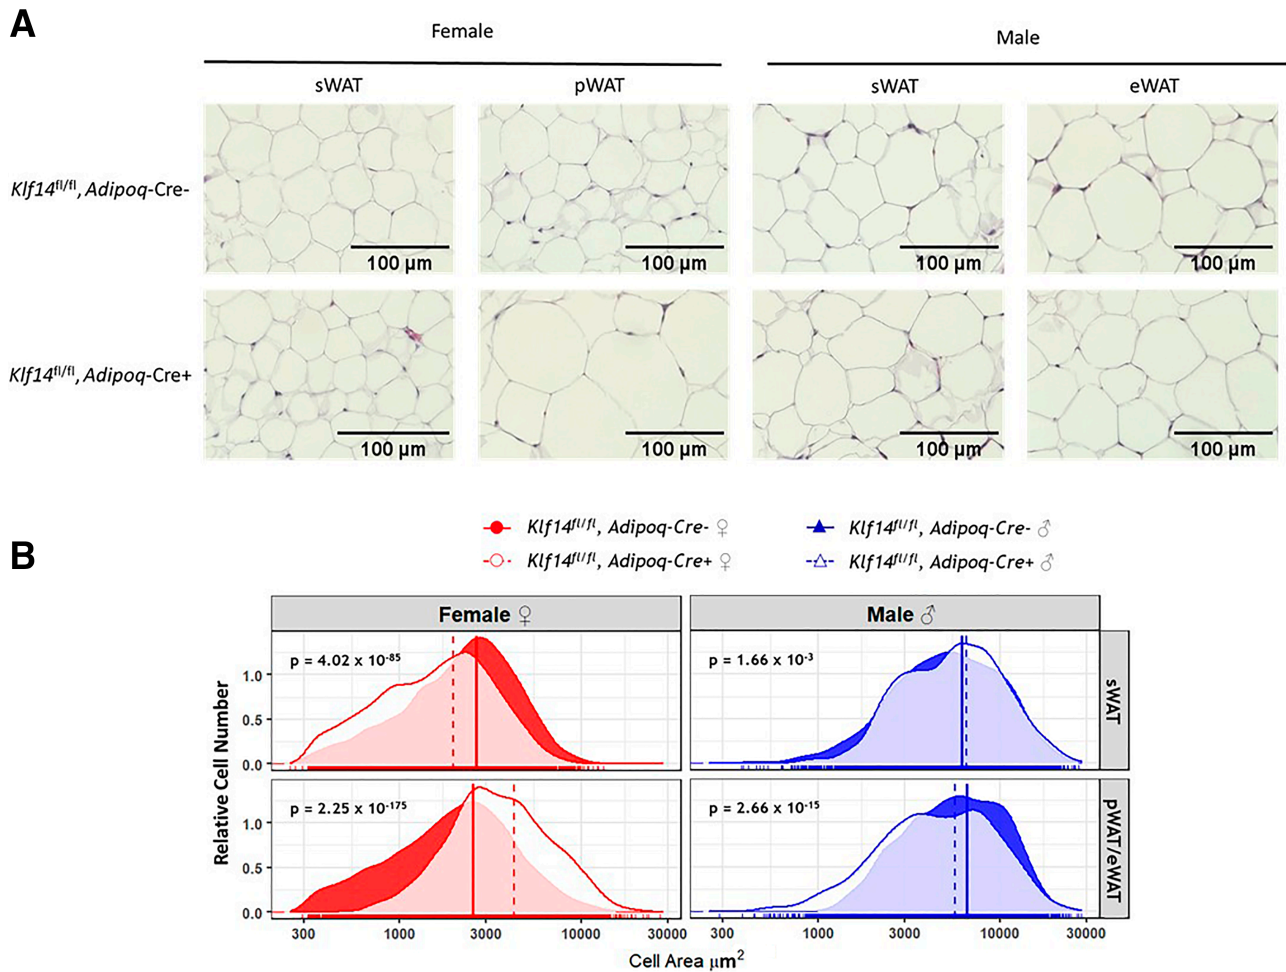 A
Female
Male
sWAT
pWAT
sWAT
eWAT
Klf14fl/fl, Adipoq-Cre-
100 µm
100 µm
100 µm
100 µm
Klf14fl/fl, Adipoq-Cre+
100 µm
100 µm
100 µm
100 µm
B
Klf14fl/fl, Adipoq-Cre- ♀
Klf14fl/fl, Adipoq-Cre- ♂
Klf14fl/fl, Adipoq-Cre+ ♀
Klf14fl/fl, Adipoq-Cre+ ♂
Female ♀
Male ♂
p = 4.02 x 10-85
p = 1.66 x 10-3
sWAT
1.0
0.5
0.0
p = 2.25 x 10-175
p = 2.66 x 10-15
pWAT/eWAT
1.0
0.5
0.0
Relative Cell Number
300 1000 3000 10000 30000
300 1000 3000 10000 30000
Cell Area µm2